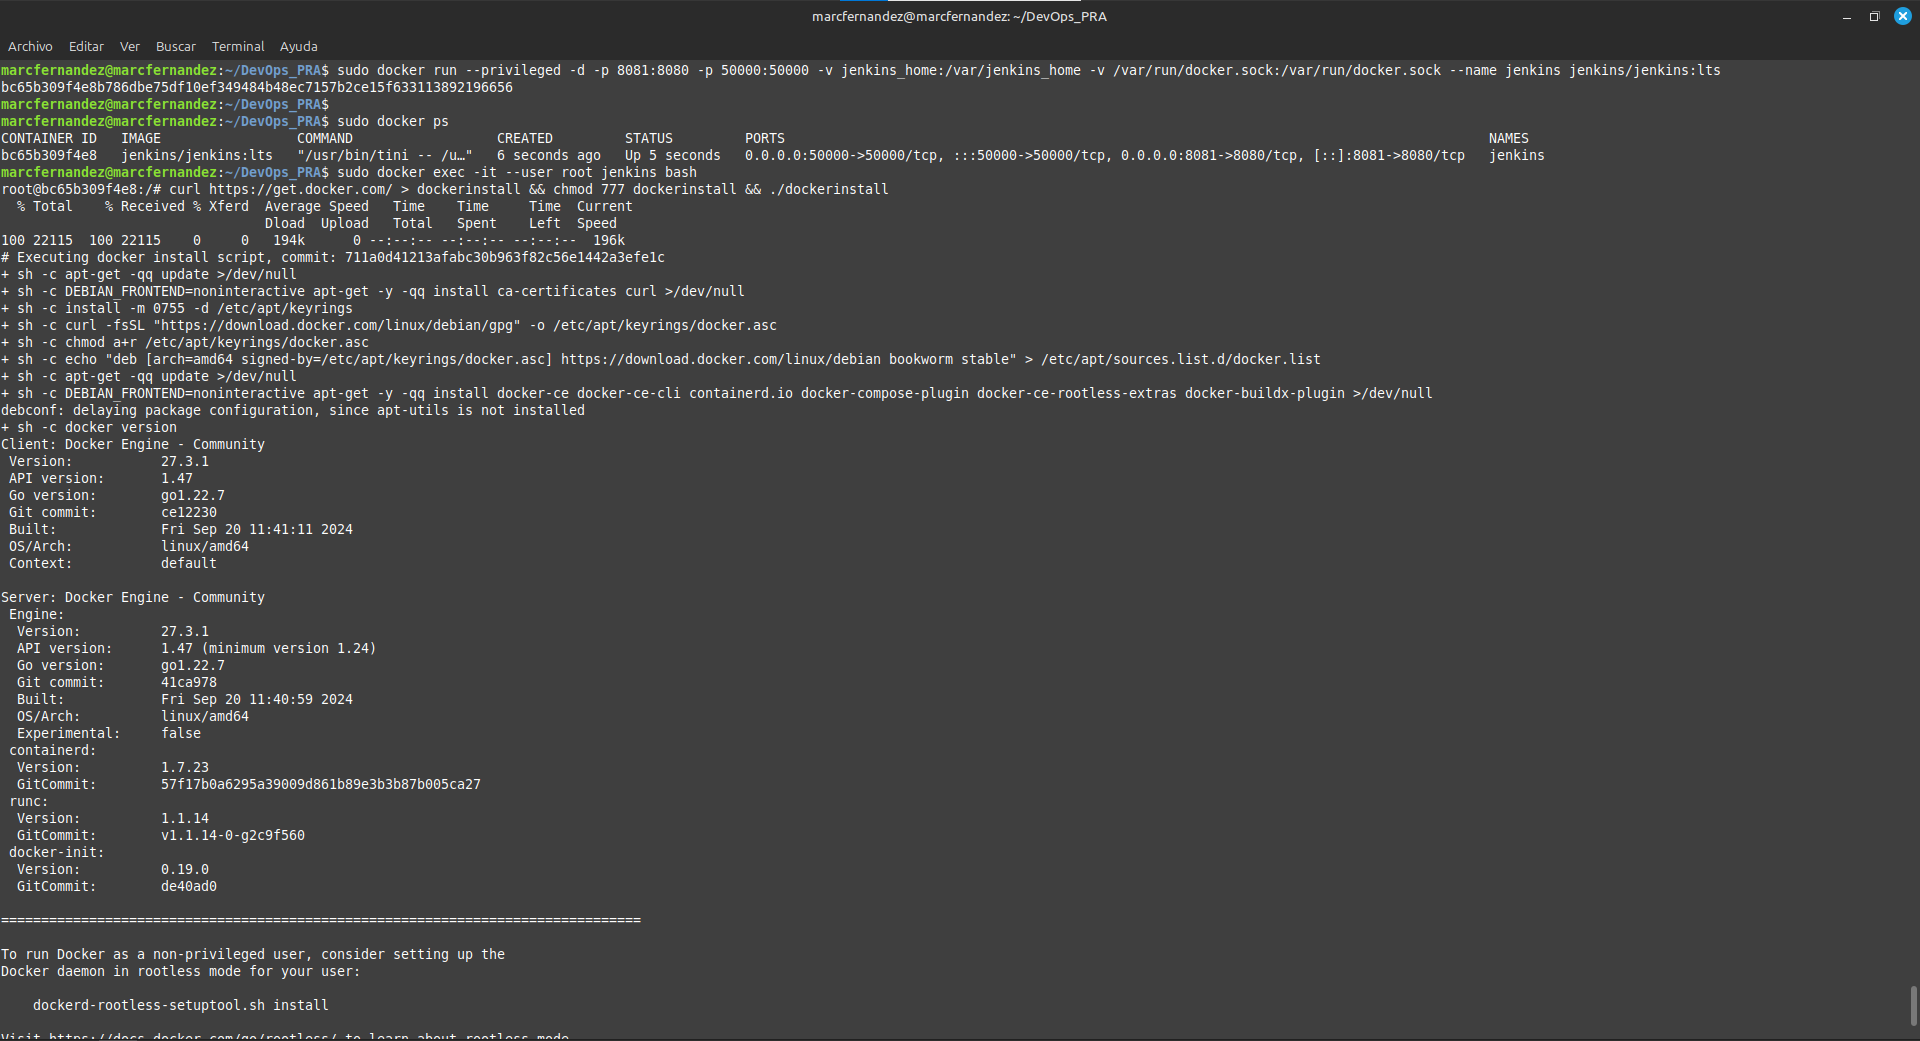 marcfernandez@marcfernandez: ~/DevOps_PRA
Archivo Editar Ver Buscar Terminal Ayuda
marcfernandez@marcfernandez:~/DevOps_PRA$ sudo docker run --privileged -d -p 8081:8080 -p 50000:50000 -v jenkins_home:/var/jenkins_home -v /var/run/docker.sock:/var/run/docker.sock --name jenkins jenkins/jenkins:lts
bc65b309f4e8b786dbe75df10ef349484b48ec7157b2ce15f633113892196656
marcfernandez@marcfernandez:~/DevOps_PRA$
marcfernandez@marcfernandez:~/DevOps_PRA$ sudo docker ps
CONTAINER ID   IMAGE                 COMMAND                  CREATED         STATUS         PORTS                                                                                        NAMES
bc65b309f4e8   jenkins/jenkins:lts   "/usr/bin/tini -- /u…"   6 seconds ago   Up 5 seconds   0.0.0.0:50000->50000/tcp, :::50000->50000/tcp, 0.0.0.0:8081->8080/tcp, [::]:8081->8080/tcp   jenkins
marcfernandez@marcfernandez:~/DevOps_PRA$ sudo docker exec -it --user root jenkins bash
root@bc65b309f4e8:/# curl https://get.docker.com/ > dockerinstall && chmod 777 dockerinstall && ./dockerinstall
  % Total    % Received % Xferd  Average Speed   Time    Time     Time  Current
                                 Dload  Upload   Total   Spent    Left  Speed
100 22115  100 22115    0     0   194k      0 --:--:-- --:--:-- --:--:--  196k
# Executing docker install script, commit: 711a0d41213afabc30b963f82c56e1442a3efe1c
+ sh -c apt-get -qq update >/dev/null
+ sh -c DEBIAN_FRONTEND=noninteractive apt-get -y -qq install ca-certificates curl >/dev/null
+ sh -c install -m 0755 -d /etc/apt/keyrings
+ sh -c curl -fsSL "https://download.docker.com/linux/debian/gpg" -o /etc/apt/keyrings/docker.asc
+ sh -c chmod a+r /etc/apt/keyrings/docker.asc
+ sh -c echo "deb [arch=amd64 signed-by=/etc/apt/keyrings/docker.asc] https://download.docker.com/linux/debian bookworm stable" > /etc/apt/sources.list.d/docker.list
+ sh -c apt-get -qq update >/dev/null
+ sh -c DEBIAN_FRONTEND=noninteractive apt-get -y -qq install docker-ce docker-ce-cli containerd.io docker-compose-plugin docker-ce-rootless-extras docker-buildx-plugin >/dev/null
debconf: delaying package configuration, since apt-utils is not installed
+ sh -c docker version
Client: Docker Engine - Community
 Version:           27.3.1
 API version:       1.47
 Go version:        go1.22.7
 Git commit:        ce12230
 Built:             Fri Sep 20 11:41:11 2024
 OS/Arch:           linux/amd64
 Context:           default
Server: Docker Engine - Community
 Engine:
  Version:          27.3.1
  API version:      1.47 (minimum version 1.24)
  Go version:       go1.22.7
  Git commit:       41ca978
  Built:            Fri Sep 20 11:40:59 2024
  OS/Arch:          linux/amd64
  Experimental:     false
 containerd:
  Version:          1.7.23
  GitCommit:        57f17b0a6295a39009d861b89e3b3b87b005ca27
 runc:
  Version:          1.1.14
  GitCommit:        v1.1.14-0-g2c9f560
 docker-init:
  Version:          0.19.0
  GitCommit:        de40ad0
================================================================================
To run Docker as a non-privileged user, consider setting up the
Docker daemon in rootless mode for your user:
    dockerd-rootless-setuptool.sh install
Visit https://docs.docker.com/go/rootless/ to learn about rootless mode.